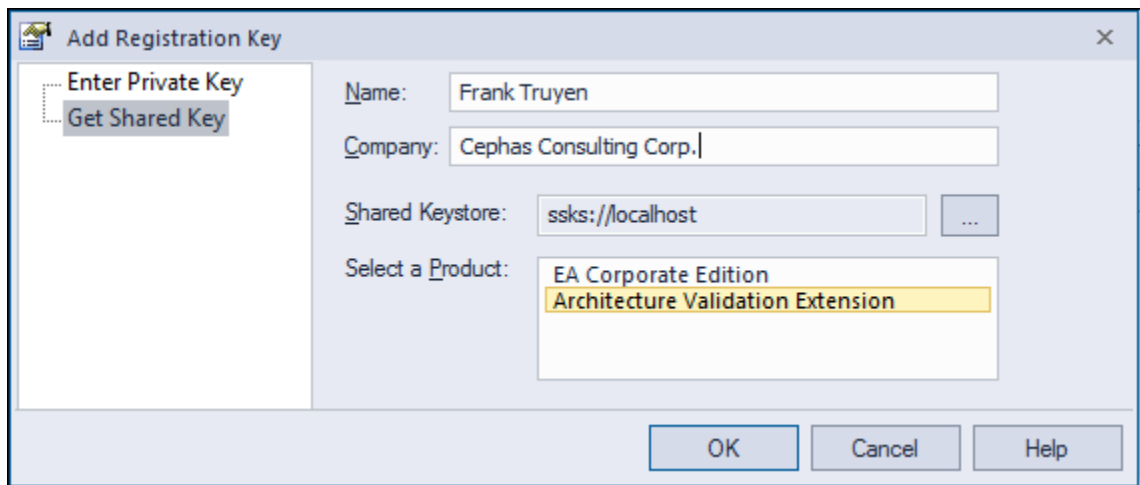 Add Registration Key
Enter Private Key
Get Shared Key
Name: Frank Truyen
Company: Cephas Consulting Corp.
Shared Keystore: ssks://localhost ...
Select a Product: EA Corporate Edition
Architecture Validation Extension
OK Cancel Help